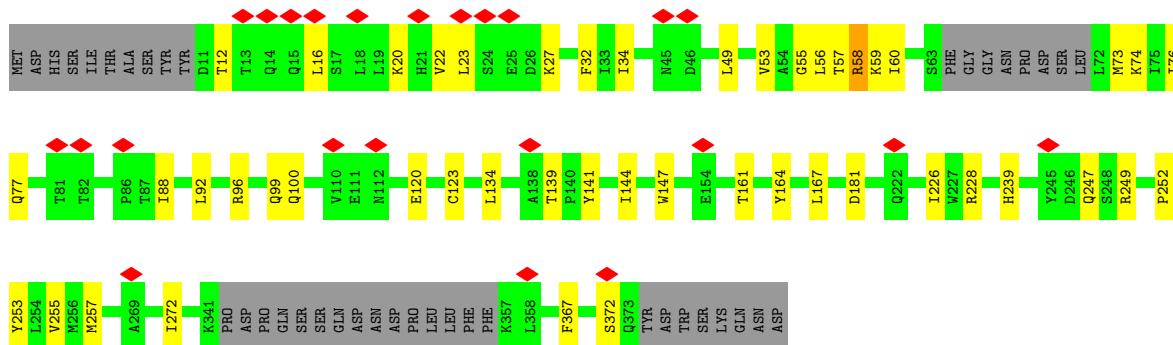 MET ASP HIS SER ILE THR ALA SER TYR TYR D11 T12 T13 Q14 Q15 L16 S17 L18 L19 K20 H21 V22 L23 S24 E25 D26 K27 F32 I33 I34 N45 D46 L49 V53 A54 G55 L56 T57 R58 K59 I60 S63 PHE GLY GLY ASN PRO ASP SER LEU L72 M73 K74 I75 I76
Q77 T81 T82 P86 T87 I88 L92 R96 Q99 Q100 V110 E111 N112 E120 C123 L134 A138 T139 P140 Y141 I144 W147 E154 T161 Y164 L167 D181 Q222 I226 W227 R228 H239 Y245 D246 Q247 S248 R249 P252
Y253 L254 V255 M256 M257 A269 I272 K341 PRO ASP PRO GLN SER SER GLN ASP ASN ASP PRO LEU LEU PHE PHE K357 L358 F367 S372 Q373 TYR ASP TRP SER LYS GLN ASN ASP